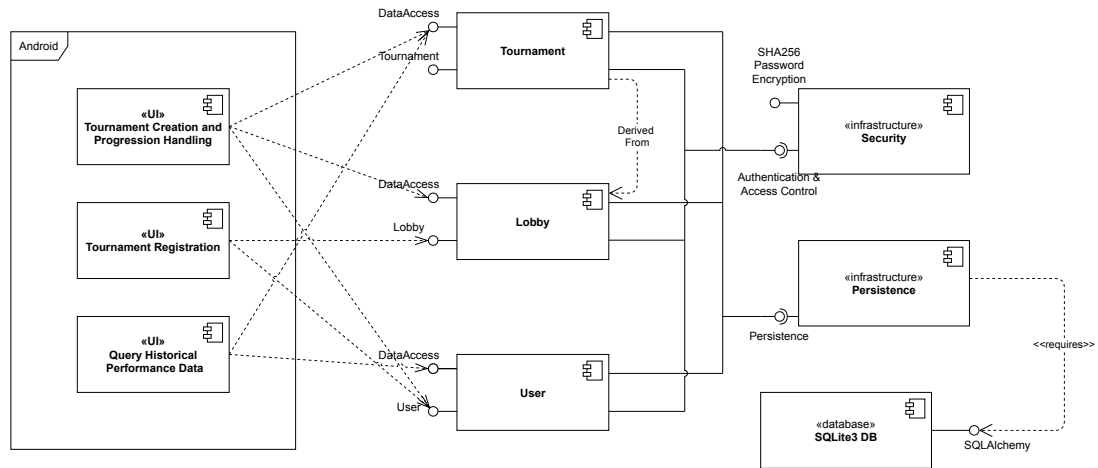 Android
«UI»
Tournament Creation and
Progression Handling
«UI»
Tournament Registration
«UI»
Query Historical
Performance Data
DataAccess
Tournament
Tournament
Derived
From
DataAccess
Lobby
Lobby
DataAccess
User
User
SHA256
Password
Encryption
«infrastructure»
Security
Authentication &
Access Control
«infrastructure»
Persistence
Persistence
<<requires>>
«database»
SQLite3 DB
SQLAlchemy